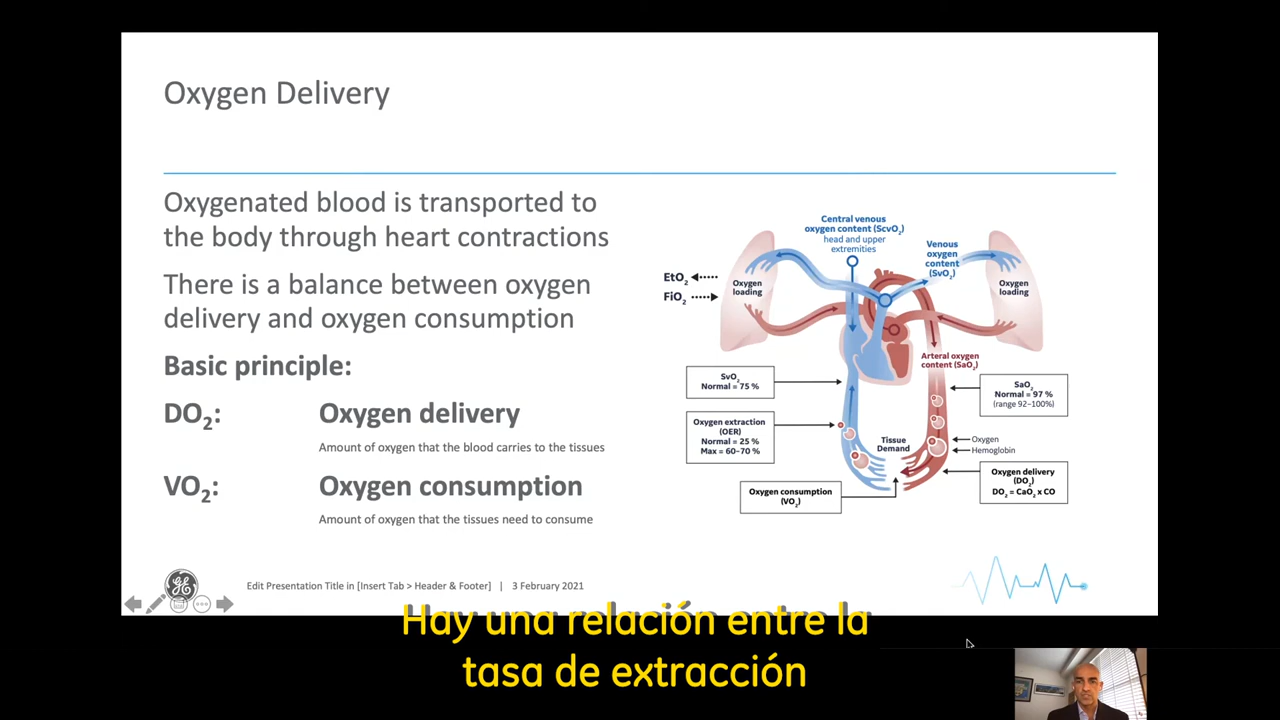 Oxygen Delivery
Oxygenated blood is transported to
the body through heart contractions
There is a balance between oxygen
delivery and oxygen consumption
Basic principle:
DO₂: Oxygen delivery
Amount of oxygen that the blood carries to the tissues
VO₂: Oxygen consumption
Amount of oxygen that the tissues need to consume
Central venous
oxygen content (ScvO₂)
head and upper
extremities
Venous
oxygen
content
(SvO₂)
EtO₂
FiO₂
Oxygen
loading
Oxygen
loading
Arteral oxygen
content (SaO₂)
SvO₂
Normal = 75 %
SaO₂
Normal = 97 %
(range 92–100%)
Oxygen extraction
(OER)
Normal = 25 %
Max = 60–70 %
Tissue
Demand
Oxygen
Hemoglobin
Oxygen consumption
(VO₂)
Oxygen delivery
(DO₂)
DO₂ = CaO₂ x CO
Edit Presentation Title in [Insert Tab > Header & Footer] | 3 February 2021
Hay una relación entre la
tasa de extracción